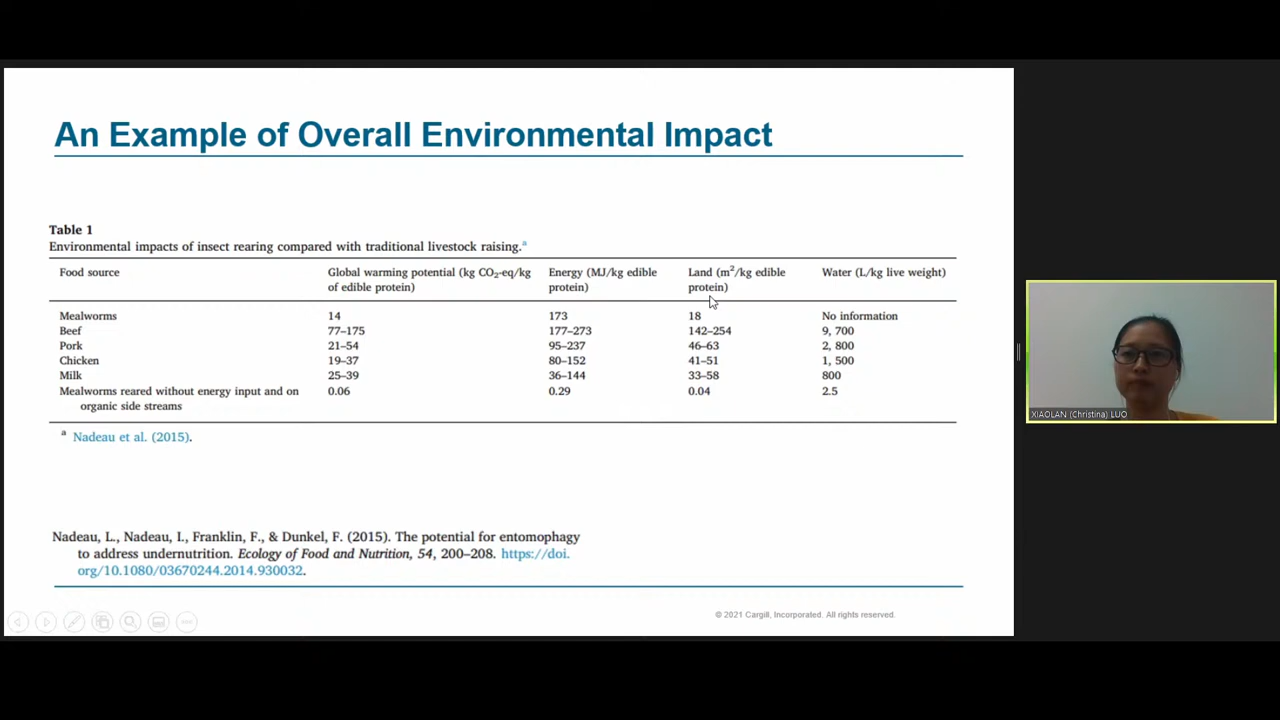 An Example of Overall Environmental Impact
Table 1
Environmental impacts of insect rearing compared with traditional livestock raising.a
Food source Global warming potential (kg CO2-eq/kg of edible protein) Energy (MJ/kg edible protein) Land (m2/kg edible protein) Water (L/kg live weight)
Mealworms 14 173 18 No information
Beef 77–175 177–273 142–254 9, 700
Pork 21–54 95–237 46–63 2, 800
Chicken 19–37 80–152 41–51 1, 500
Milk 25–39 36–144 33–58 800
Mealworms reared without energy input and on organic side streams 0.06 0.29 0.04 2.5
a Nadeau et al. (2015).
Nadeau, L., Nadeau, I., Franklin, F., & Dunkel, F. (2015). The potential for entomophagy
to address undernutrition. Ecology of Food and Nutrition, 54, 200–208. https://doi.
org/10.1080/03670244.2014.930032.
© 2021 Cargill, Incorporated. All rights reserved.
XIAOLAN (Christina) LUO